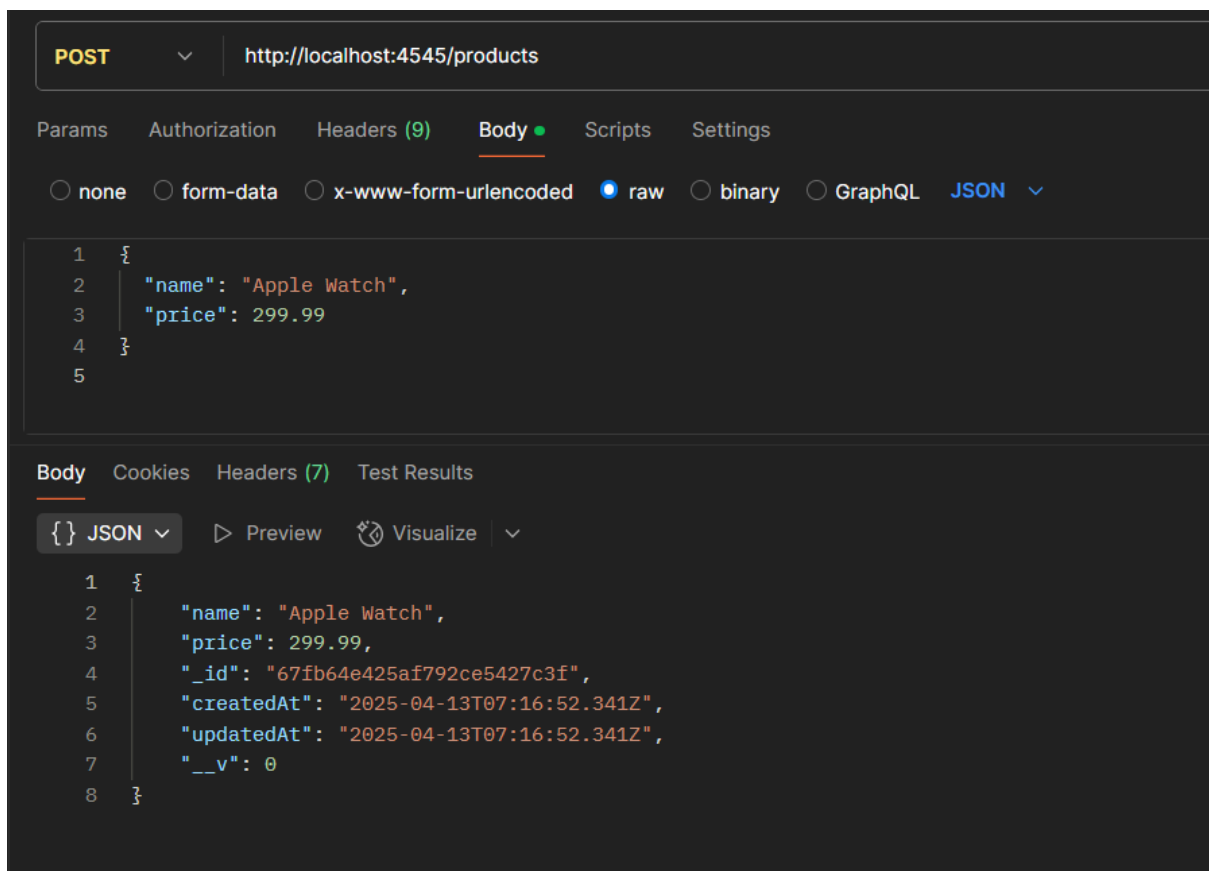 POST http://localhost:4545/products
Params Authorization Headers (9) Body Scripts Settings
none form-data x-www-form-urlencoded raw binary GraphQL JSON
1 {
2 "name": "Apple Watch",
3 "price": 299.99
4 }
5
Body Cookies Headers (7) Test Results
{} JSON Preview Visualize
1 {
2 "name": "Apple Watch",
3 "price": 299.99,
4 "_id": "67fb64e425af792ce5427c3f",
5 "createdAt": "2025-04-13T07:16:52.341Z",
6 "updatedAt": "2025-04-13T07:16:52.341Z",
7 "__v": 0
8 }